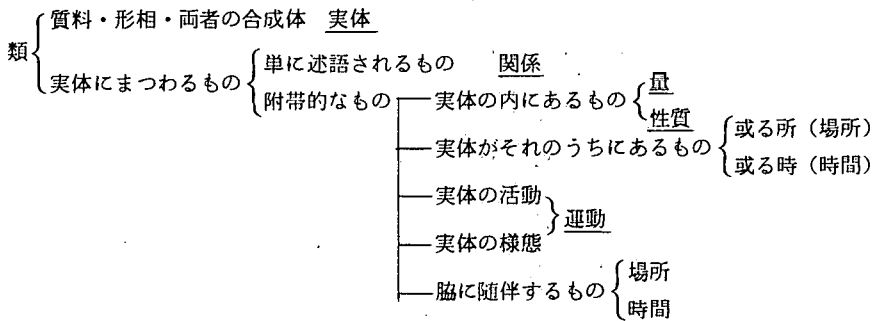 質料・形相・両者の合成体 実体
類
実体にまつわるもの
単に述語されるもの 関係
附帯的なもの
実体の内にあるもの
量
性質
実体がそれのうちにあるもの
或る所(場所)
或る時(時間)
実体の活動
運動
実体の様態
脇に随伴するもの
場所
時間